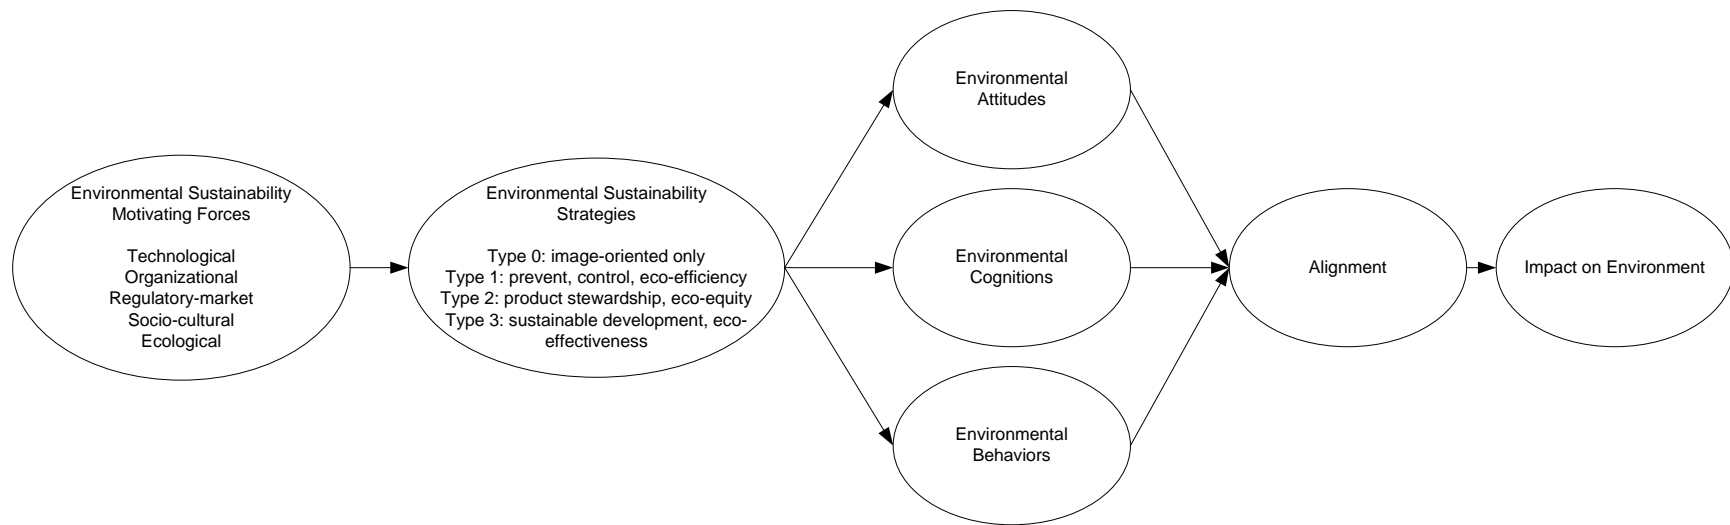 Environmental Sustainability
Motivating Forces
Technological
Organizational
Regulatory-market
Socio-cultural
Ecological
Environmental Sustainability
Strategies
Type 0: image-oriented only
Type 1: prevent, control, eco-efficiency
Type 2: product stewardship, eco-equity
Type 3: sustainable development, eco-
effectiveness
Environmental
Attitudes
Environmental
Cognitions
Environmental
Behaviors
Alignment
Impact on Environment